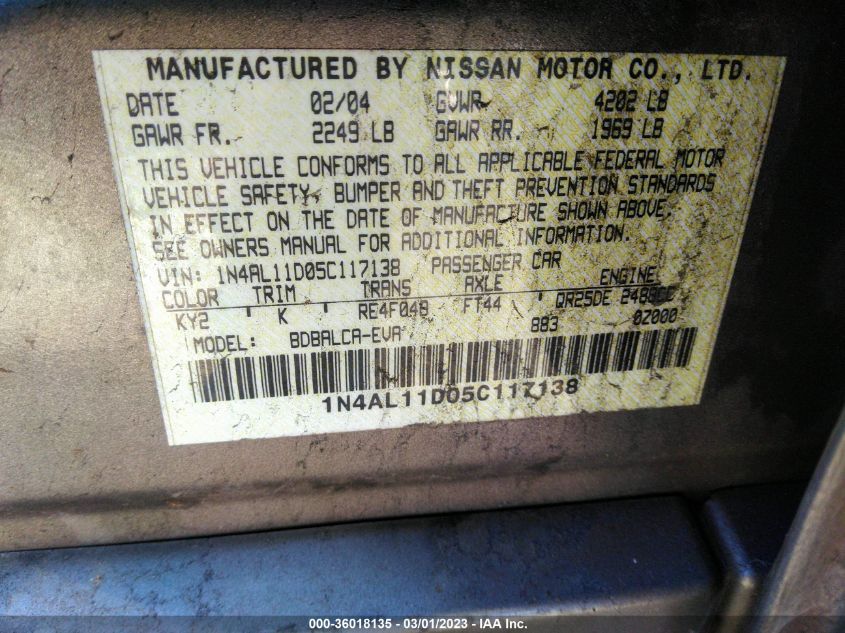 MANUFACTURED BY NISSAN MOTOR CO., LTD.
DATE 02/04 GVWR 4202 LB
GAWR FR. 2249 LB GAWR RR. 1969 LB
THIS VEHICLE CONFORMS TO ALL APPLICABLE FEDERAL MOTOR
VEHICLE SAFETY, BUMPER AND THEFT PREVENTION STANDARDS
IN EFFECT ON THE DATE OF MANUFACTURE SHOWN ABOVE.
SEE OWNERS MANUAL FOR ADDITIONAL INFORMATION.
VIN: 1N4AL11D05C117138 PASSENGER CAR
COLOR TRIM TRANS AXLE ENGINE
KY2 ' K ' RE4F04B ' FT44 ' QR25DE 2488CC
883 0Z000
MODEL: BDBALCA-EVA
1N4AL11D05C117138
000-36018135 - 03/01/2023 - IAA Inc.